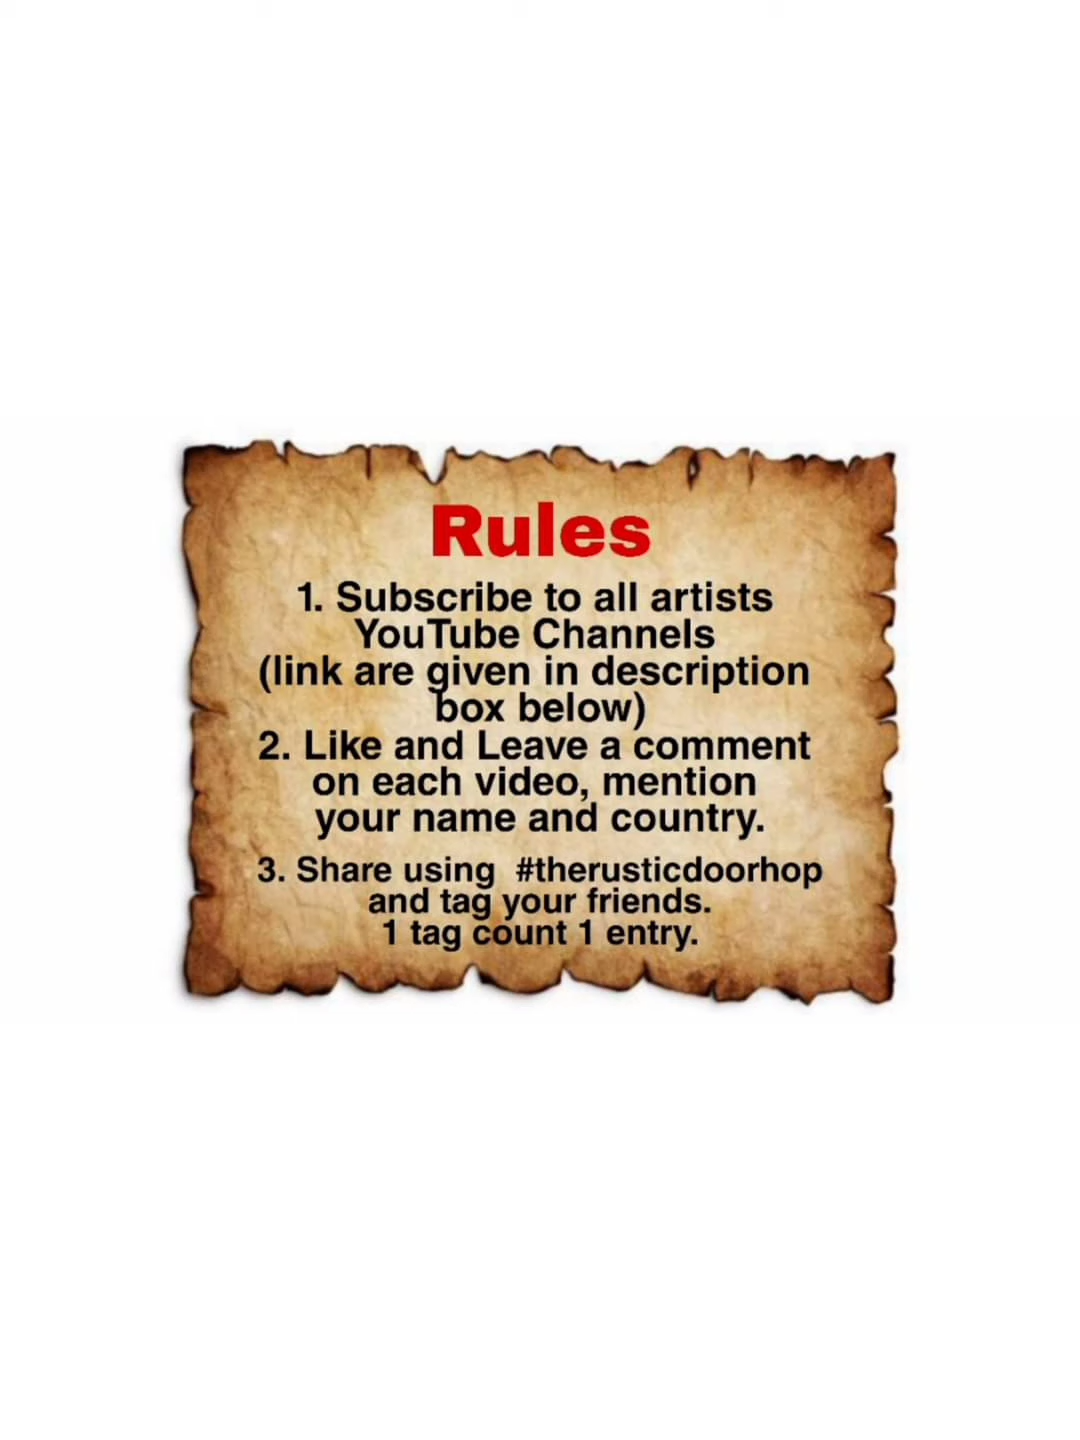 Rules
1. Subscribe to all artists
YouTube Channels
(link are given in description
box below)
2. Like and Leave a comment
on each video, mention
your name and country.
3. Share using  #therusticdoorhop
and tag your friends.
1 tag count 1 entry.